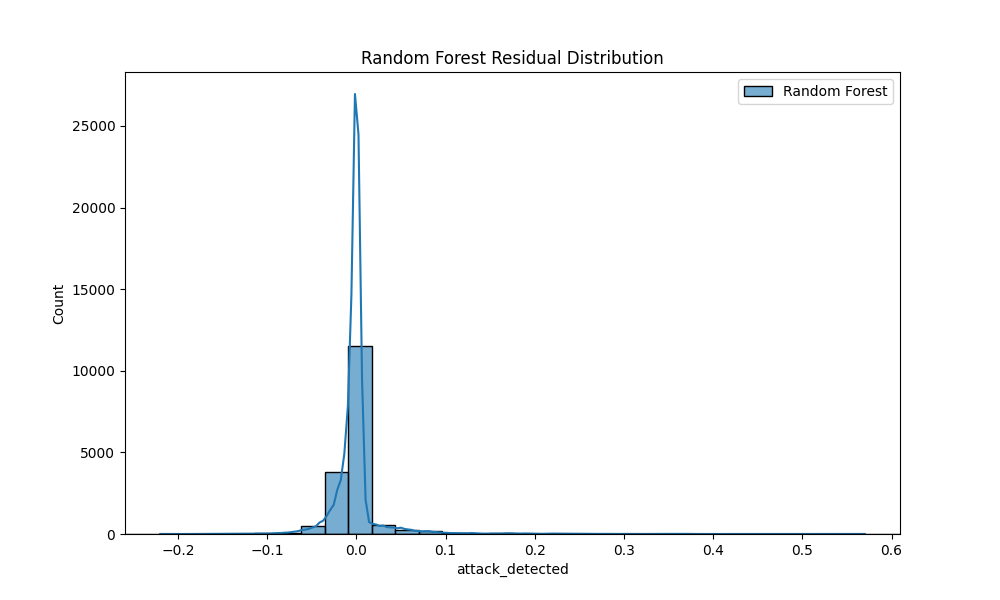 Random Forest Residual Distribution
Random Forest
25000
20000
15000
10000
5000
0
Count
−0.2 −0.1 0.0 0.1 0.2 0.3 0.4 0.5 0.6
attack_detected